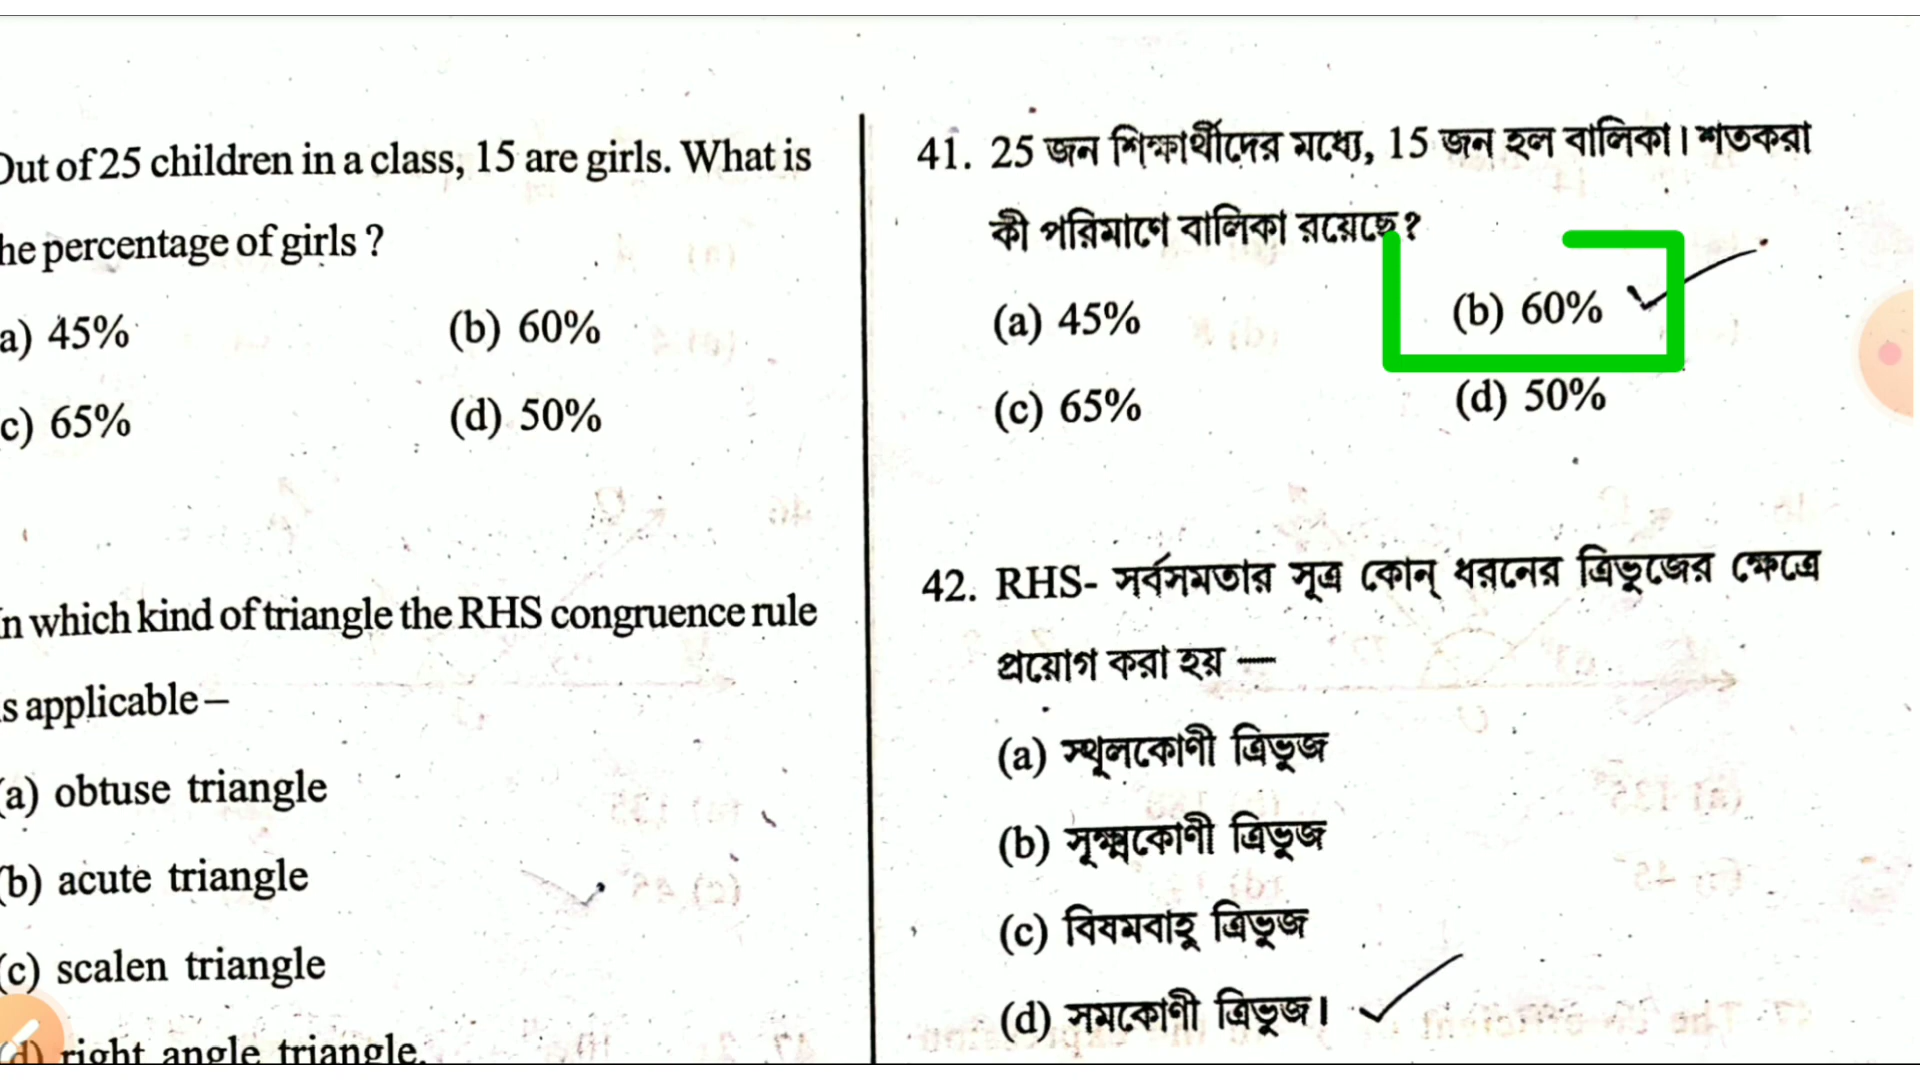 Out of 25 children in a class, 15 are girls. What is
he percentage of girls ?
a) 45%
(b) 60%
c) 65%
(d) 50%
In which kind of triangle the RHS congruence rule
s applicable –
(a) obtuse triangle
(b) acute triangle
(c) scalen triangle
(d) right angle triangle.
41. 25 জন শিক্ষার্থীদের মধ্যে, 15 জন হল বালিকা। শতকরা
কী পরিমাণে বালিকা রয়েছে?
(a) 45%
(b) 60%
(c) 65%
(d) 50%
42. RHS- সর্বসমতার সূত্র কোন্ ধরনের ত্রিভুজের ক্ষেত্রে
প্রয়োগ করা হয় —
(a) স্থূলকোণী ত্রিভুজ
(b) সূক্ষ্মকোণী ত্রিভুজ
(c) বিষমবাহু ত্রিভুজ
(d) সমকোণী ত্রিভুজ।